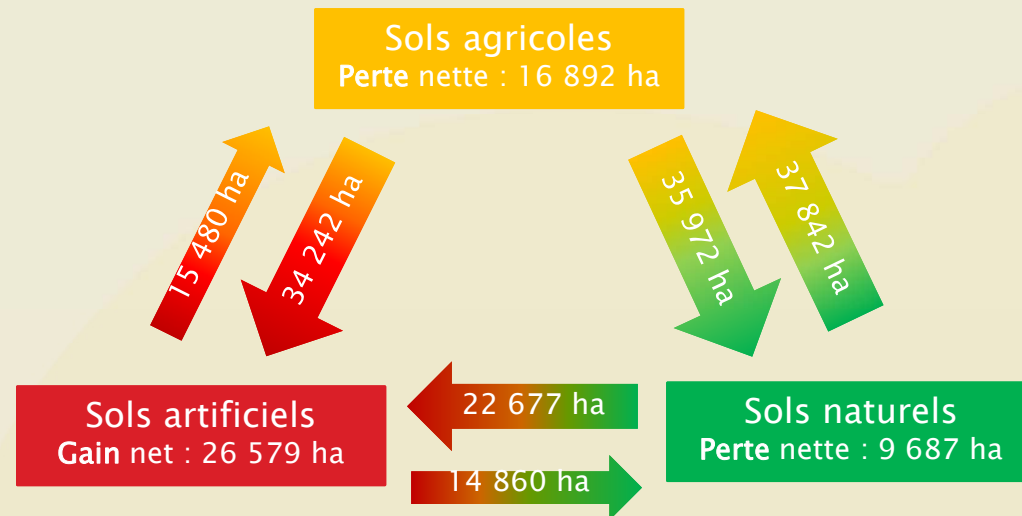 Sols agricoles
Perte nette : 16 892 ha
15 480 ha
34 242 ha
35 972 ha
37 842 ha
Sols artificiels
Gain net : 26 579 ha
22 677 ha
14 860 ha
Sols naturels
Perte nette : 9 687 ha